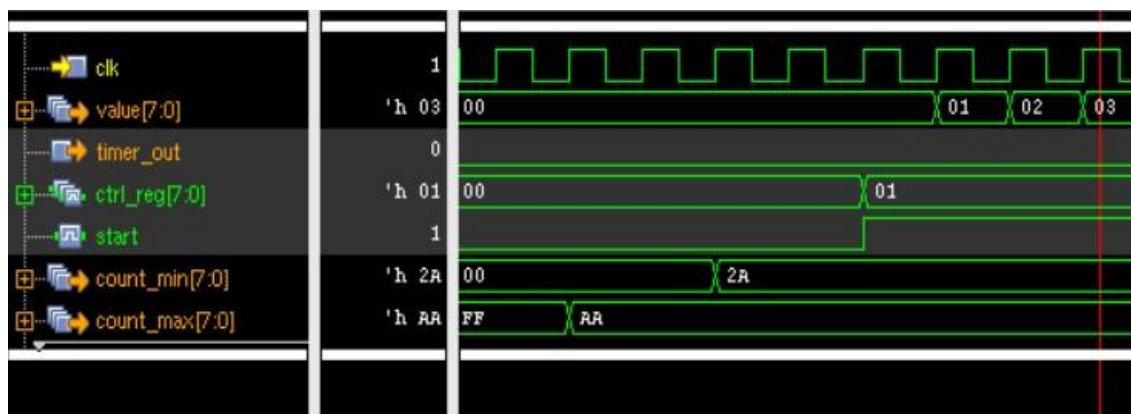 clk 1
value[7:0] 'h 03 00 01 02 03
timer_out 0
ctrl_reg[7:0] 'h 01 00 01
start 1
count_min[7:0] 'h 2A 00 2A
count_max[7:0] 'h AA FF AA